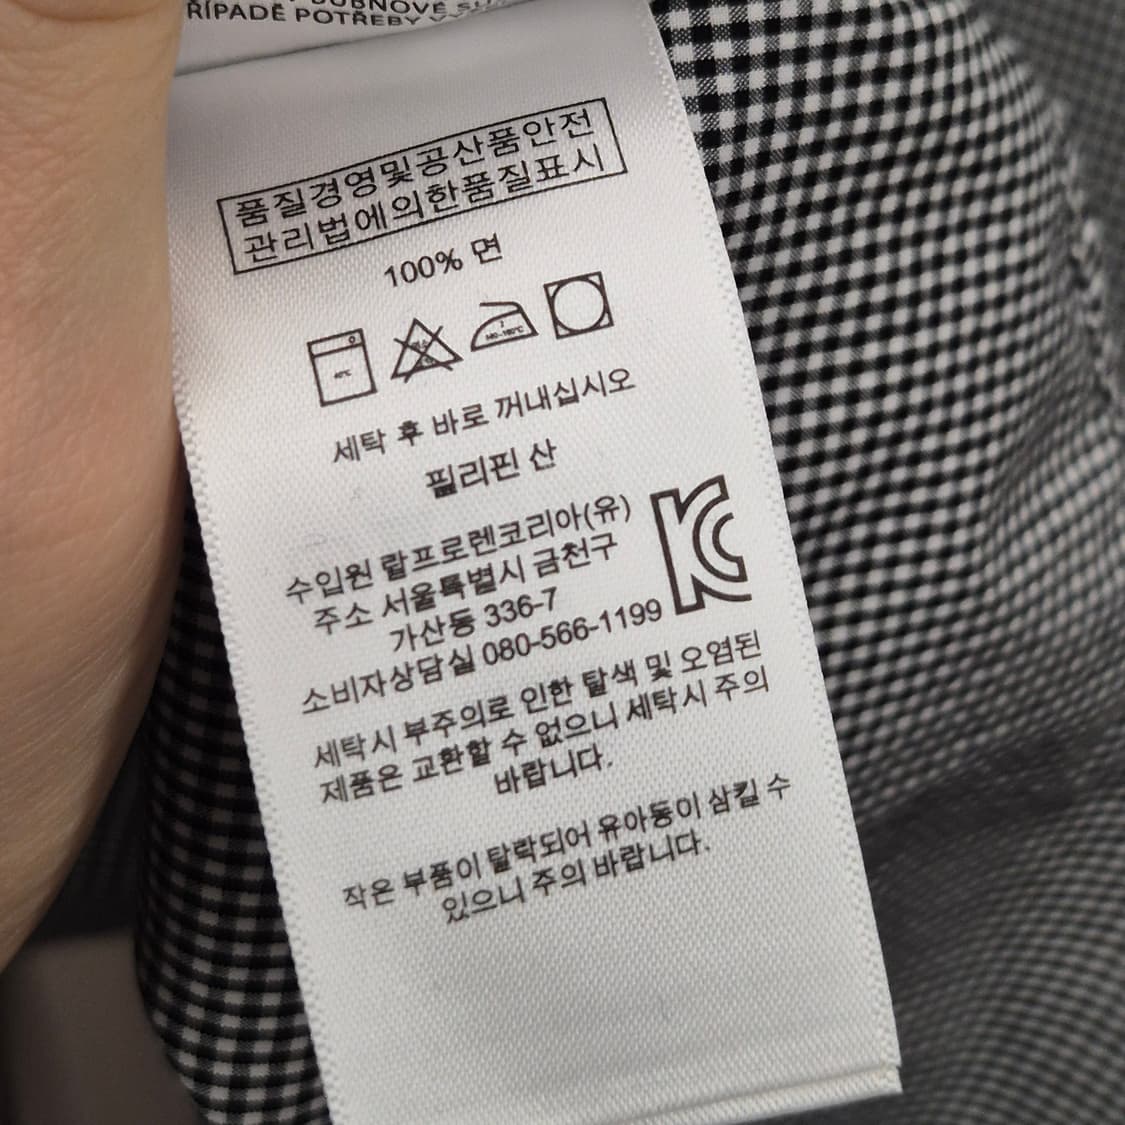 ŘÍPADĚ POTŘEBY
품질경영및공산품안전
관리법에의한품질표시
100% 면
40℃
세탁 후 바로 꺼내십시오
필리핀 산
수입원 랄프로렌코리아(유)
주소 서울특별시 금천구
가산동 336-7
소비자상담실 080-566-1199
세탁시 부주의로 인한 탈색 및 오염된
제품은 교환할 수 없으니 세탁시 주의
바랍니다.
작은 부품이 탈락되어 유아동이 삼킬 수
있으니 주의 바랍니다.